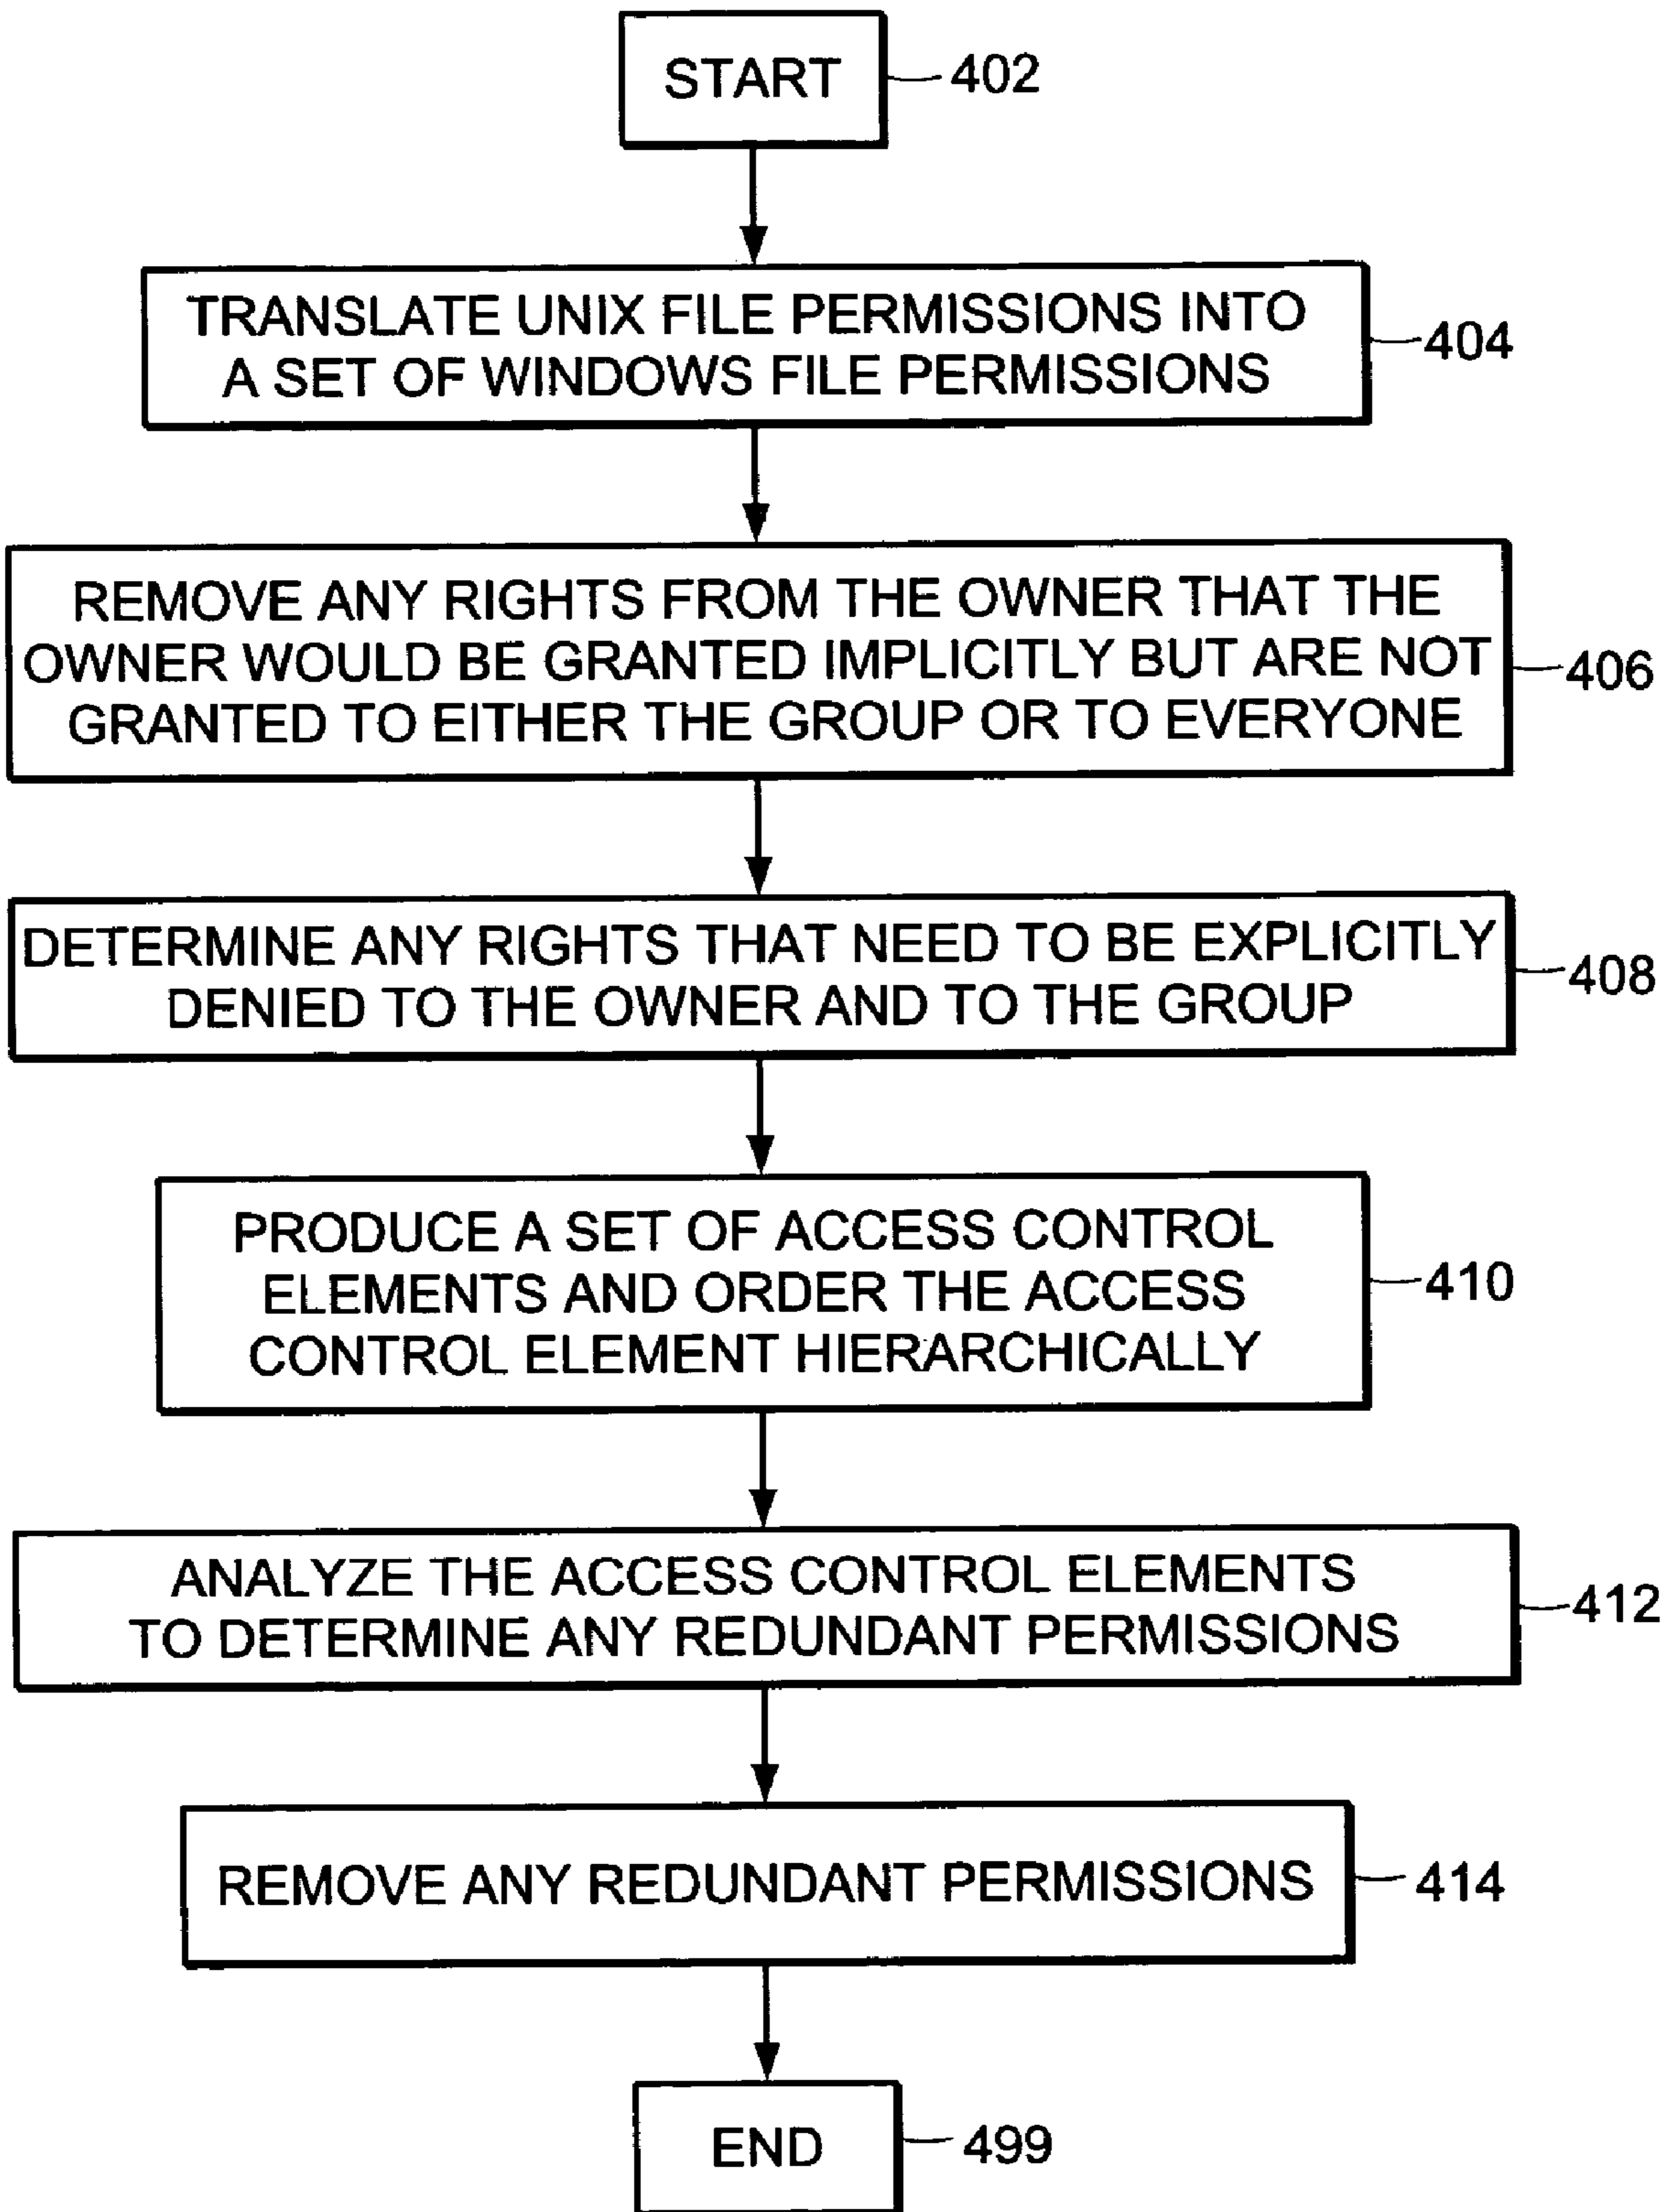 START
402
TRANSLATE UNIX FILE PERMISSIONS INTO
A SET OF WINDOWS FILE PERMISSIONS
404
REMOVE ANY RIGHTS FROM THE OWNER THAT THE
OWNER WOULD BE GRANTED IMPLICITLY BUT ARE NOT
GRANTED TO EITHER THE GROUP OR TO EVERYONE
406
DETERMINE ANY RIGHTS THAT NEED TO BE EXPLICITLY
DENIED TO THE OWNER AND TO THE GROUP
408
PRODUCE A SET OF ACCESS CONTROL
ELEMENTS AND ORDER THE ACCESS
CONTROL ELEMENT HIERARCHICALLY
410
ANALYZE THE ACCESS CONTROL ELEMENTS
TO DETERMINE ANY REDUNDANT PERMISSIONS
412
REMOVE ANY REDUNDANT PERMISSIONS
414
END
499